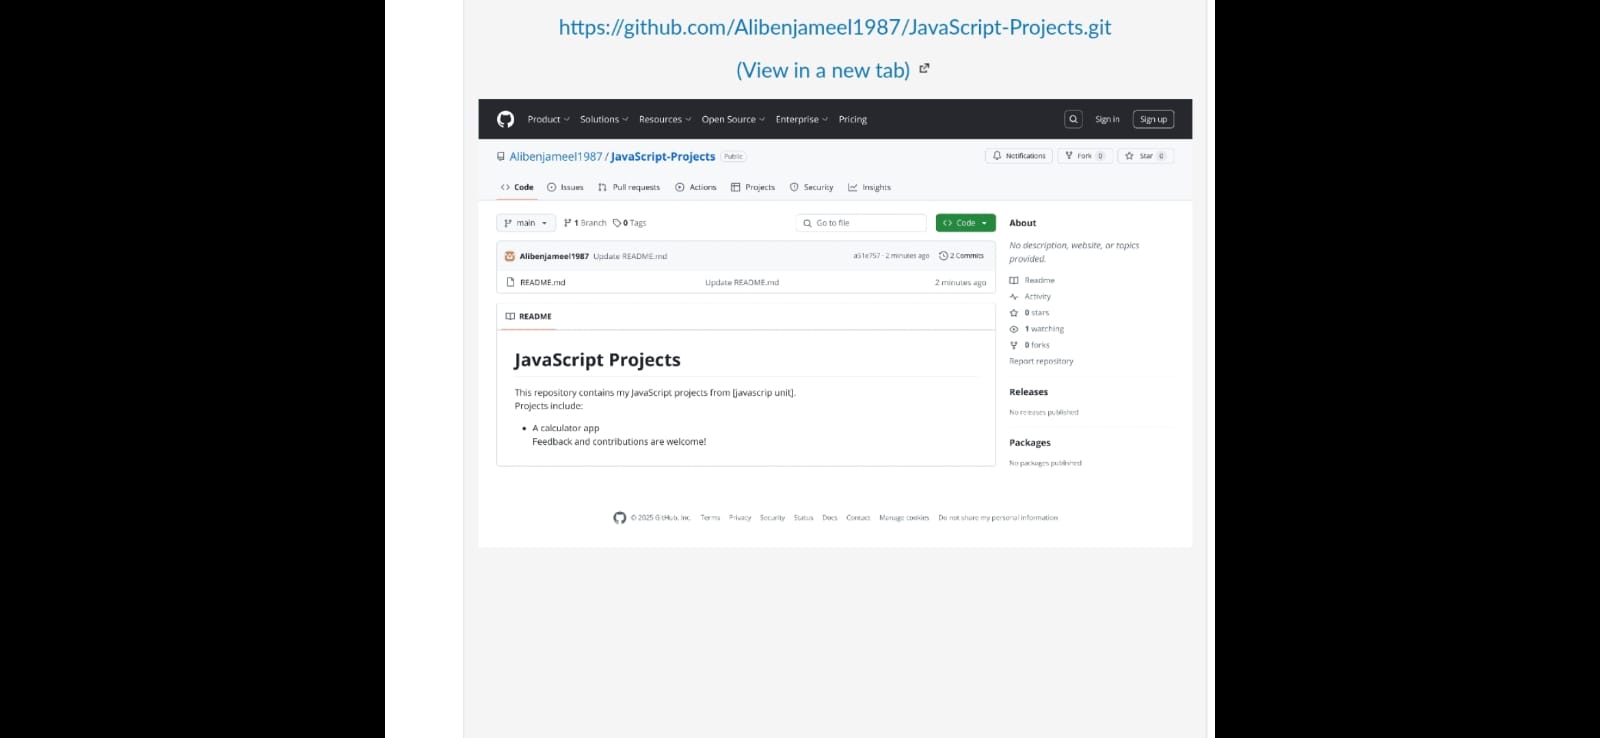 https://github.com/Alibenjameel1987/JavaScript-Projects.git
(View in a new tab)
Product Solutions Resources Open Source Enterprise Pricing Sign in Sign up
Alibenjameel1987 / JavaScript-Projects Public Notifications Fork 0 Star 0
Code Issues Pull requests Actions Projects Security Insights
main 1 Branch 0 Tags Go to file Code
Alibenjameel1987 Update README.md a51e757 · 2 minutes ago 2 Commits
README.md Update README.md 2 minutes ago
README
JavaScript Projects
This repository contains my JavaScript projects from [javascrip unit].
Projects include:
• A calculator app
Feedback and contributions are welcome!
About
No description, website, or topics
provided.
Readme
Activity
0 stars
1 watching
0 forks
Report repository
Releases
No releases published
Packages
No packages published
© 2025 GitHub, Inc. Terms Privacy Security Status Docs Contact Manage cookies Do not share my personal information